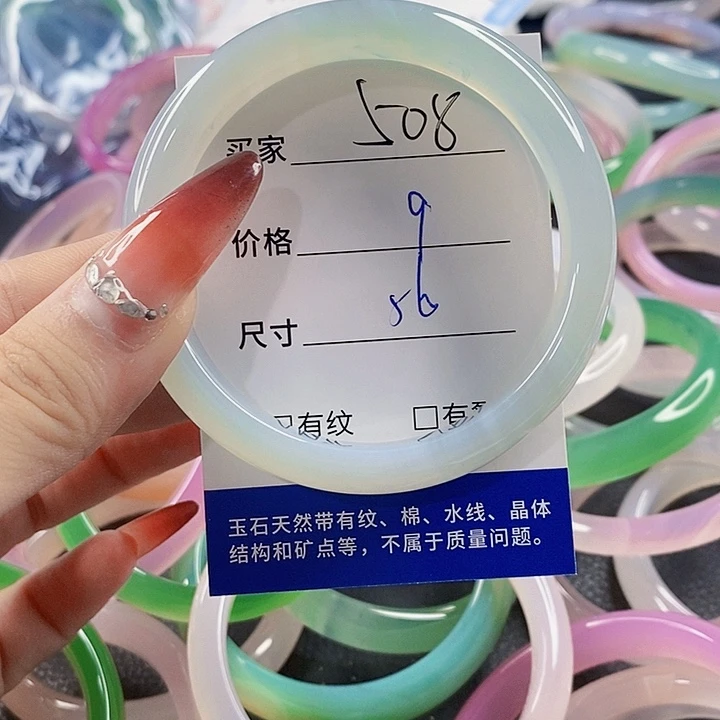 买家 508
价格 9
尺寸 56
有纹 □有
玉石天然带有纹、棉、水线、晶体
结构和矿点等，不属于质量问题。